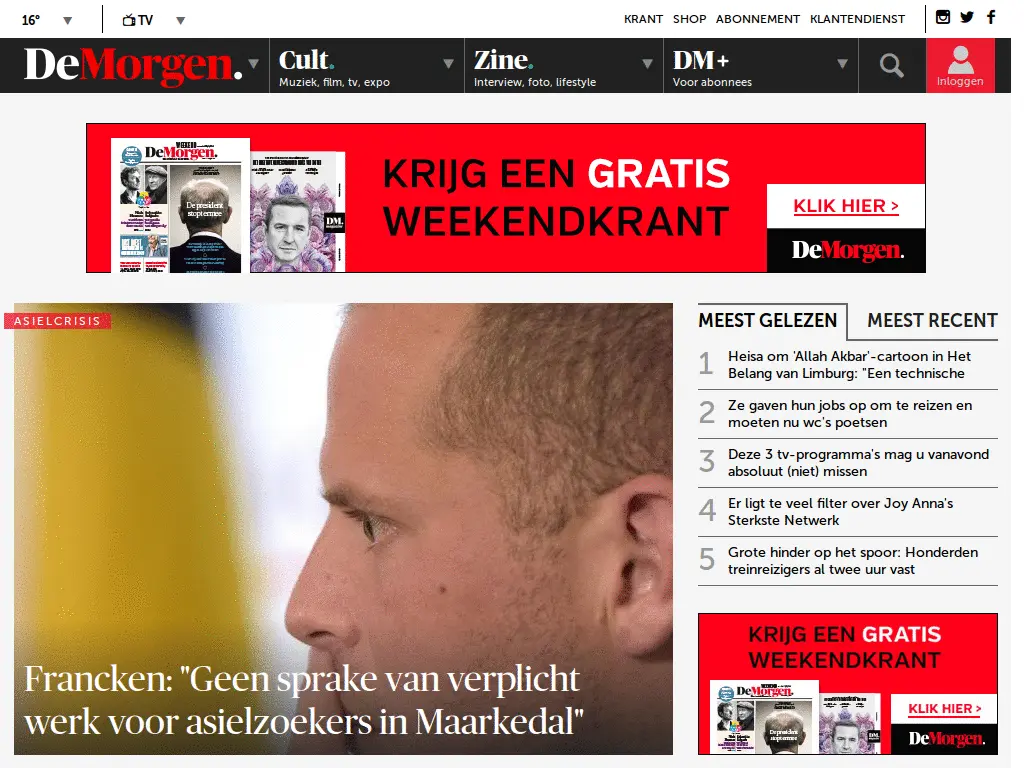 16°
TV
KRANT SHOP ABONNEMENT KLANTENDIENST
DeMorgen.
Cult.
Muziek, film, tv, expo
Zine.
Interview, foto, lifestyle
DM+
Voor abonnees
Inloggen
WEEKEND
DeMorgen.
De president
stopt ermee
DM.
KRIJG EEN GRATIS
WEEKENDKRANT
KLIK HIER >
DeMorgen.
ASIELCRISIS
Francken: "Geen sprake van verplicht
werk voor asielzoekers in Maarkedal"
MEEST GELEZEN
MEEST RECENT
1 Heisa om 'Allah Akbar'-cartoon in Het
Belang van Limburg: "Een technische
2 Ze gaven hun jobs op om te reizen en
moeten nu wc's poetsen
3 Deze 3 tv-programma's mag u vanavond
absoluut (niet) missen
4 Er ligt te veel filter over Joy Anna's
Sterkste Netwerk
5 Grote hinder op het spoor: Honderden
treinreizigers al twee uur vast
KRIJG EEN GRATIS
WEEKENDKRANT
DeMorgen.
De president
stopt ermee
DM.
KLIK HIER >
DeMorgen.